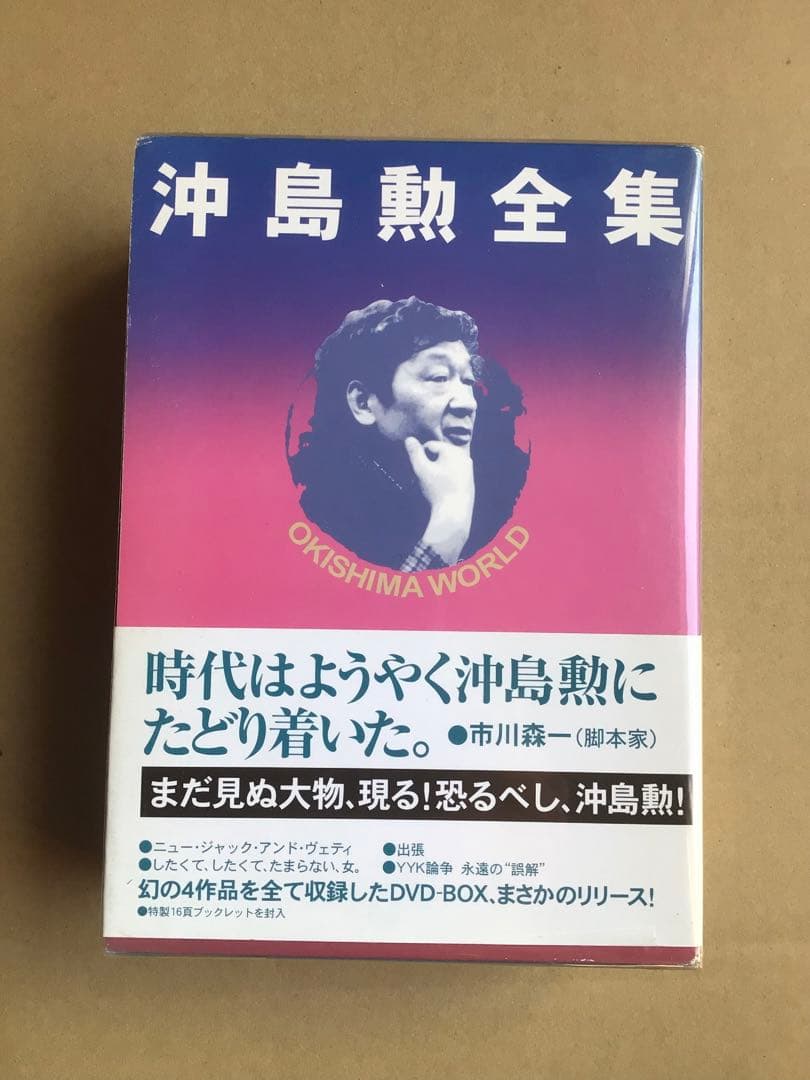 沖島勲全集
OKISHIMA WORLD
時代はようやく沖島勲に
たどり着いた。●市川森一（脚本家）
まだ見ぬ大物、現る！恐るべし、沖島勲！
●ニュー・ジャック・アンド・ヴェティ ●出張
●したくて、したくて、たまらない、女。 ●YYK論争 永遠の“誤解”
幻の4作品を全て収録したDVD-BOX、まさかのリリース！
●特製16頁ブックレットを封入